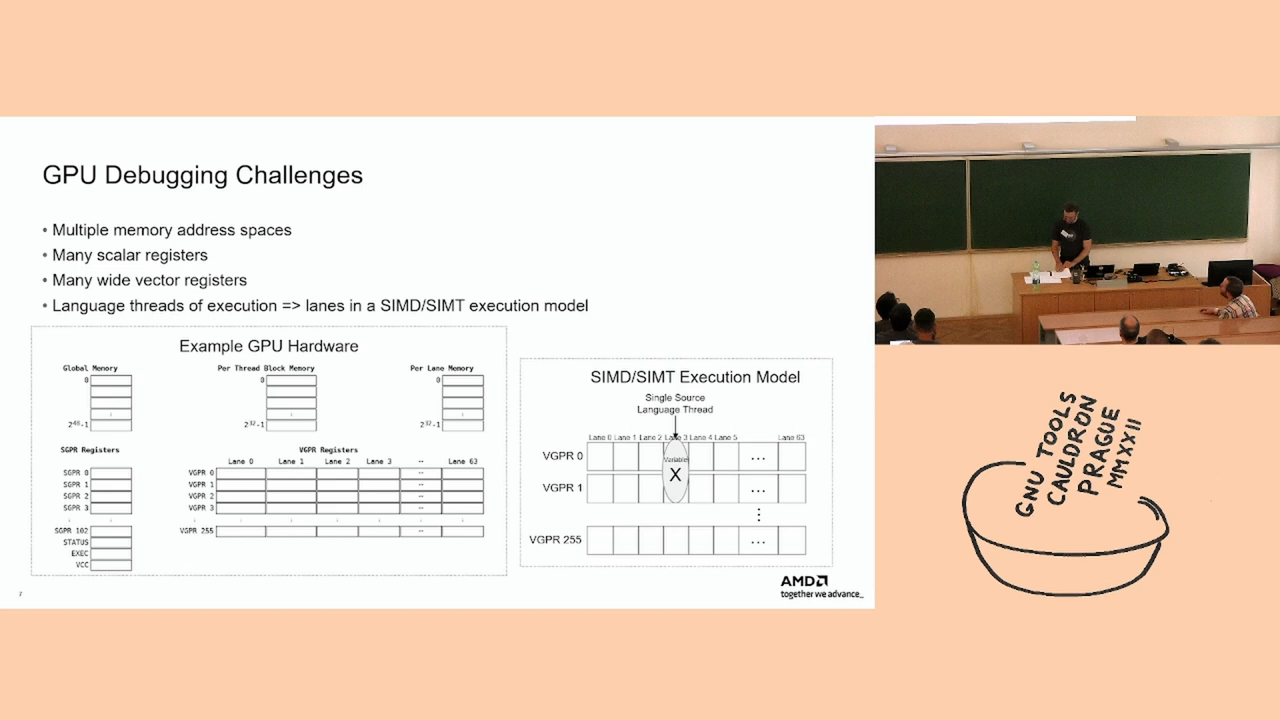 GPU Debugging Challenges
• Multiple memory address spaces
• Many scalar registers
• Many wide vector registers
• Language threads of execution => lanes in a SIMD/SIMT execution model
Example GPU Hardware
Global Memory
0
2^48-1
Per Thread Block Memory
0
2^32-1
Per Lane Memory
0
2^32-1
SGPR Registers
SGPR 0
SGPR 1
SGPR 2
SGPR 3
SGPR 102
STATUS
EXEC
VCC
VGPR Registers
Lane 0 Lane 1 Lane 2 Lane 3 ... Lane 63
VGPR 0
VGPR 1
VGPR 2
VGPR 3
VGPR 255
SIMD/SIMT Execution Model
Single Source
Language Thread
Lane 0 Lane 1 Lane 2 Lane 3 Lane 4 Lane 5 Lane 63
VGPR 0 ...
Variable
X
VGPR 1 ...
VGPR 255 ...
7
AMD
together we advance_
GNU TOOLS
CAULDRON
PRAGUE
MMXXII